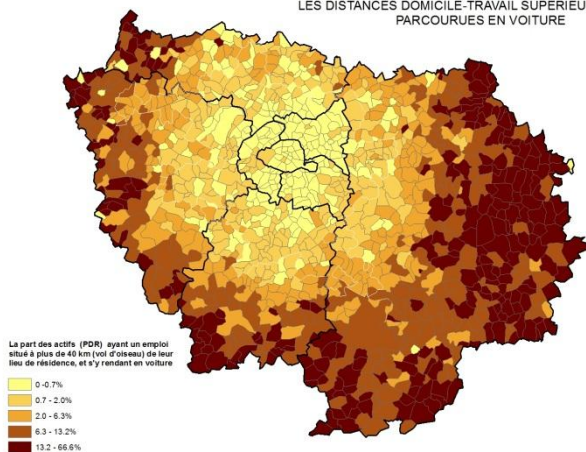 LES DISTANCES DOMICILE-TRAVAIL SUPERIEU
PARCOURUES EN VOITURE
La part des actifs (PDR) ayant un emploi
situé à plus de 40 km (vol d'oiseau) de leur
lieu de résidence, et s'y rendant en voiture
0 -0.7%
0.7 - 2.0%
2.0 - 6.3%
6.3 - 13.2%
13.2 - 66.6%